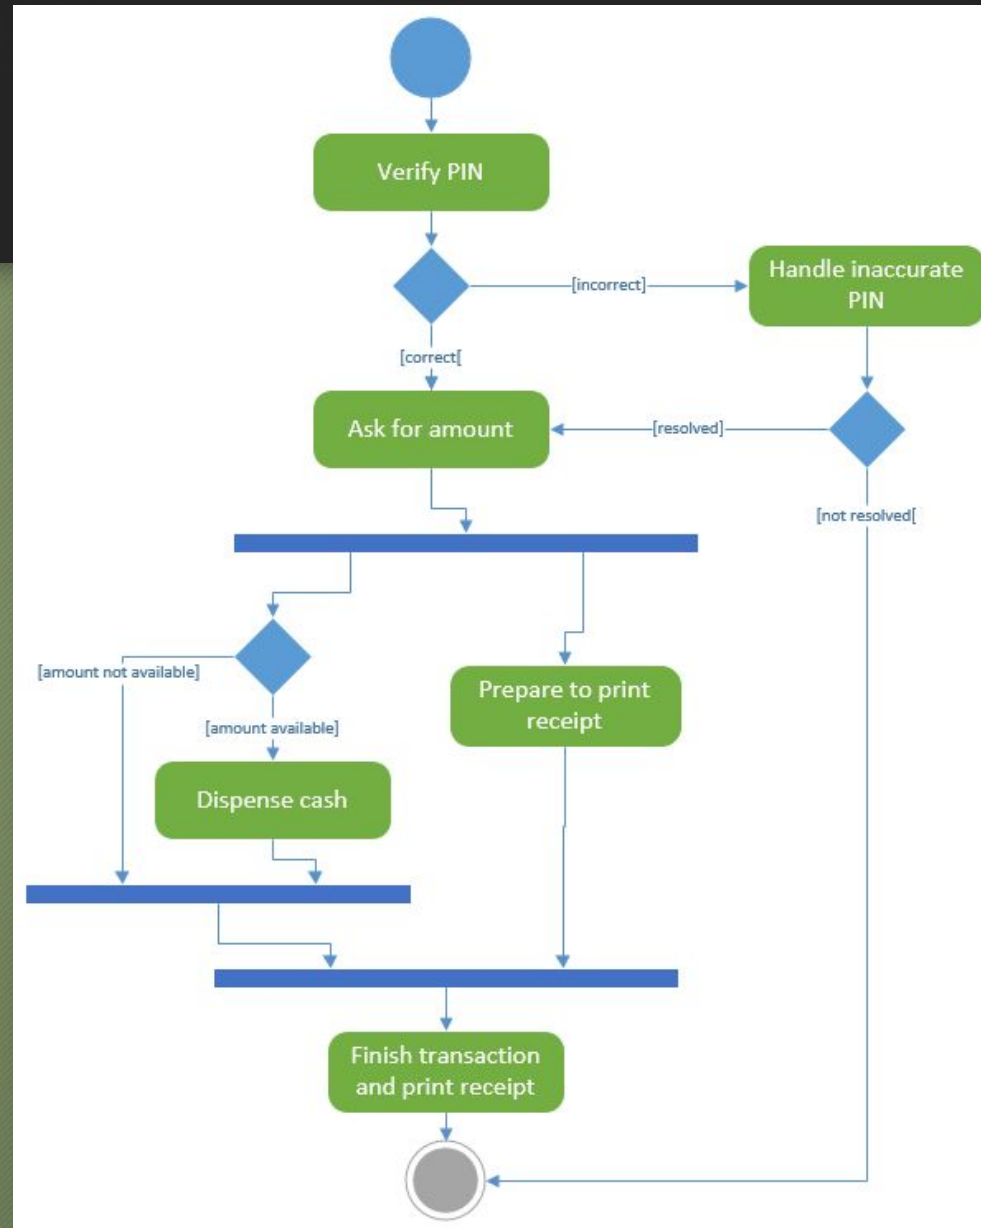 Verify PIN
[incorrect]
Handle inaccurate
PIN
[correct[
Ask for amount
[resolved]
[not resolved[
[amount not available]
[amount available]
Prepare to print
receipt
Dispense cash
Finish transaction
and print receipt